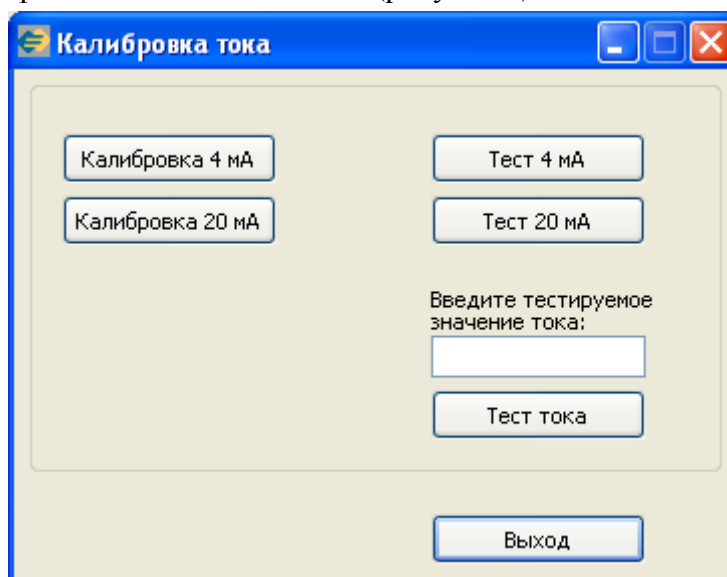 Калибровка тока
Калибровка 4 мА
Тест 4 мА
Калибровка 20 мА
Тест 20 мА
Введите тестируемое
значение тока:
Тест тока
Выход